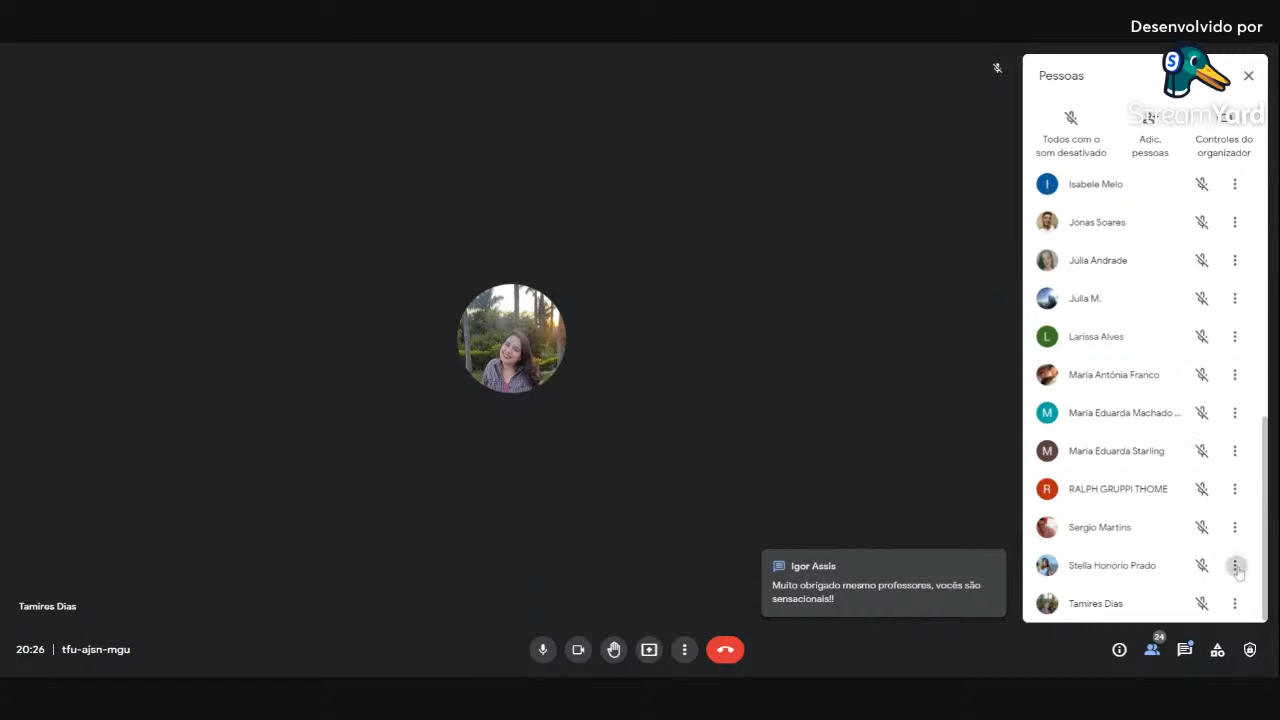 Desenvolvido por
StreamYard
Pessoas
Todos com o
som desativado
Adic.
pessoas
Controles do
organizador
I Isabele Melo
Jonas Soares
Júlia Andrade
Julia M.
L Larissa Alves
Maria Antônia Franco
M Maria Eduarda Machado ...
M Maria Eduarda Starling
R RALPH GRUPPI THOME
Sergio Martins
Stella Honório Prado
Tamires Dias
Igor Assis
Muito obrigado mesmo professores, vocês são
sensacionais!!
Tamires Dias
20:26 | tfu-ajsn-mgu
24